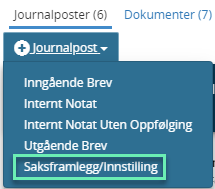 Journalposter (6) Dokumenter (7)
Journalpost
Inngående Brev
Internt Notat
Internt Notat Uten Oppfølging
Utgående Brev
Saksframlegg/Innstilling